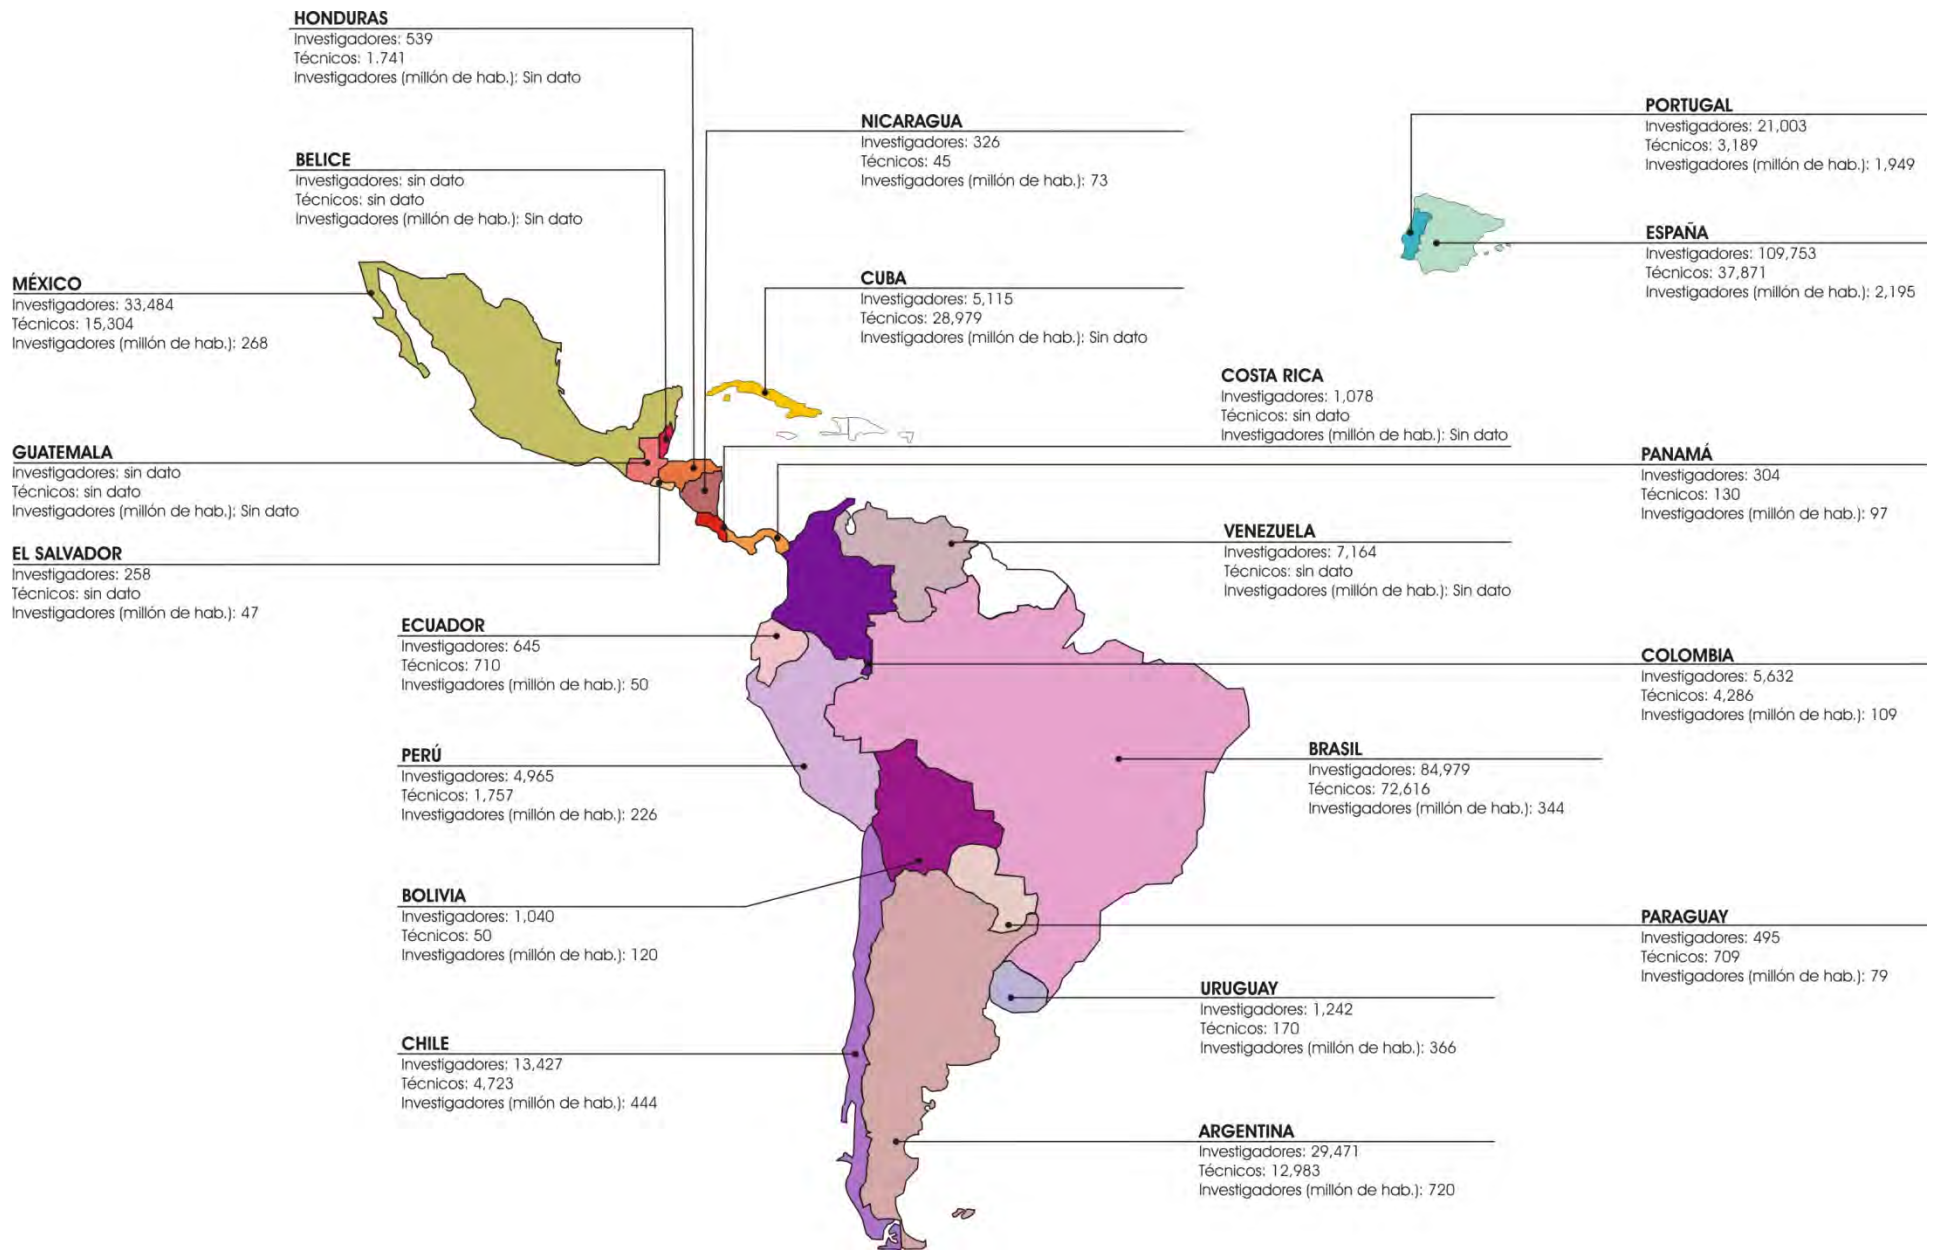 HONDURAS
Investigadores: 539
Técnicos: 1.741
Investigadores (millón de hab.): Sin dato
BELICE
Investigadores: sin dato
Técnicos: sin dato
Investigadores (millón de hab.): Sin dato
MÉXICO
Investigadores: 33,484
Técnicos: 15,304
Investigadores (millón de hab.): 268
GUATEMALA
Investigadores: sin dato
Técnicos: sin dato
Investigadores (millón de hab.): Sin dato
EL SALVADOR
Investigadores: 258
Técnicos: sin dato
Investigadores (millón de hab.): 47
NICARAGUA
Investigadores: 326
Técnicos: 45
Investigadores (millón de hab.): 73
CUBA
Investigadores: 5,115
Técnicos: 28,979
Investigadores (millón de hab.): Sin dato
PORTUGAL
Investigadores: 21,003
Técnicos: 3,189
Investigadores (millón de hab.): 1,949
ESPAÑA
Investigadores: 109,753
Técnicos: 37,871
Investigadores (millón de hab.): 2,195
COSTA RICA
Investigadores: 1,078
Técnicos: sin dato
Investigadores (millón de hab.): Sin dato
PANAMÁ
Investigadores: 304
Técnicos: 130
Investigadores (millón de hab.): 97
VENEZUELA
Investigadores: 7,164
Técnicos: sin dato
Investigadores (millón de hab.): Sin dato
ECUADOR
Investigadores: 645
Técnicos: 710
Investigadores (millón de hab.): 50
COLOMBIA
Investigadores: 5,632
Técnicos: 4,286
Investigadores (millón de hab.): 109
PERÚ
Investigadores: 4,965
Técnicos: 1,757
Investigadores (millón de hab.): 226
BRASIL
Investigadores: 84,979
Técnicos: 72,616
Investigadores (millón de hab.): 344
BOLIVIA
Investigadores: 1,040
Técnicos: 50
Investigadores (millón de hab.): 120
PARAGUAY
Investigadores: 495
Técnicos: 709
Investigadores (millón de hab.): 79
URUGUAY
Investigadores: 1,242
Técnicos: 170
Investigadores (millón de hab.): 366
CHILE
Investigadores: 13,427
Técnicos: 4,723
Investigadores (millón de hab.): 444
ARGENTINA
Investigadores: 29,471
Técnicos: 12,983
Investigadores (millón de hab.): 720